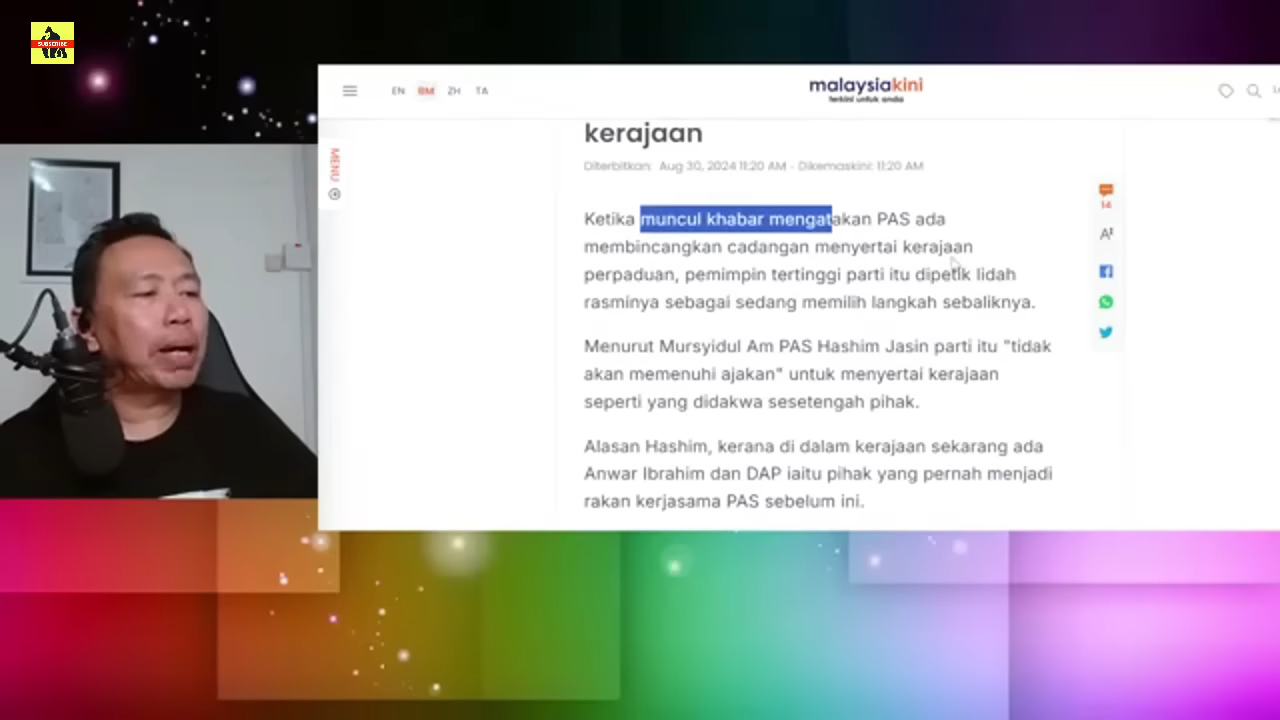 SUBSCRIBE
EN BM ZH TA
malaysiakini
terkini untuk anda
MENU
kerajaan
Diterbitkan: Aug 30, 2024 11:20 AM - Dikemaskini: 11:20 AM
14
Ketika muncul khabar mengatakan PAS ada
membincangkan cadangan menyertai kerajaan
perpaduan, pemimpin tertinggi parti itu dipetik lidah
rasminya sebagai sedang memilih langkah sebaliknya.
Menurut Mursyidul Am PAS Hashim Jasin parti itu "tidak
akan memenuhi ajakan" untuk menyertai kerajaan
seperti yang didakwa sesetengah pihak.
Alasan Hashim, kerana di dalam kerajaan sekarang ada
Anwar Ibrahim dan DAP iaitu pihak yang pernah menjadi
rakan kerjasama PAS sebelum ini.